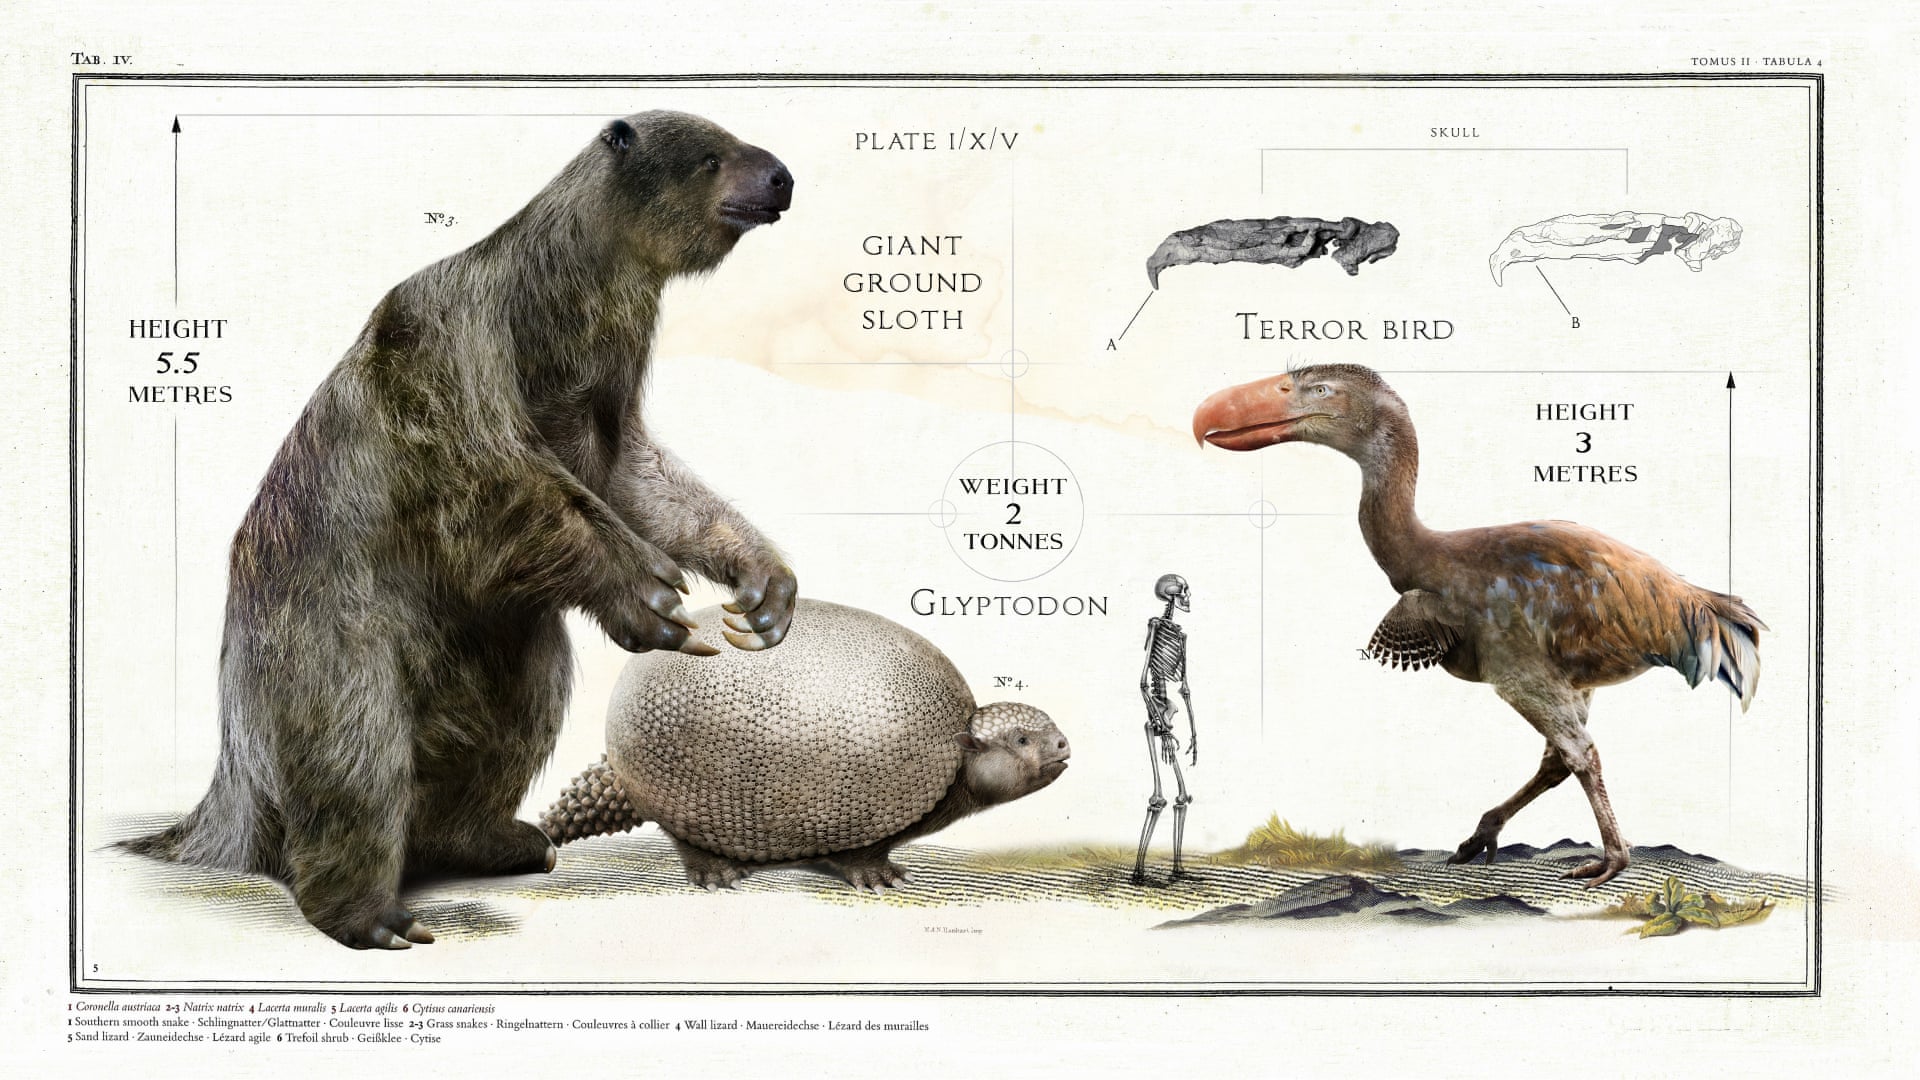 TAB. IV.
TOMUS II · TABULA 4
PLATE I/X/V
SKULL
Nº 3.
GIANT
GROUND
SLOTH
A
B
TERROR BIRD
HEIGHT
5.5
METRES
HEIGHT
3
METRES
WEIGHT
2
TONNES
GLYPTODON
Nº 4.
5
1 Coronella austriaca 2-3 Natrix natrix 4 Lacerta muralis 5 Lacerta agilis 6 Cytisus canariensis
1 Southern smooth snake · Schlingnatter/Glattnatter · Couleuvre lisse 2-3 Grass snakes · Ringelnattern · Couleuvres à collier 4 Wall lizard · Mauereidechse · Lézard des murailles
5 Sand lizard · Zauneidechse · Lézard agile 6 Trefoil shrub · Geißklee · Cytise